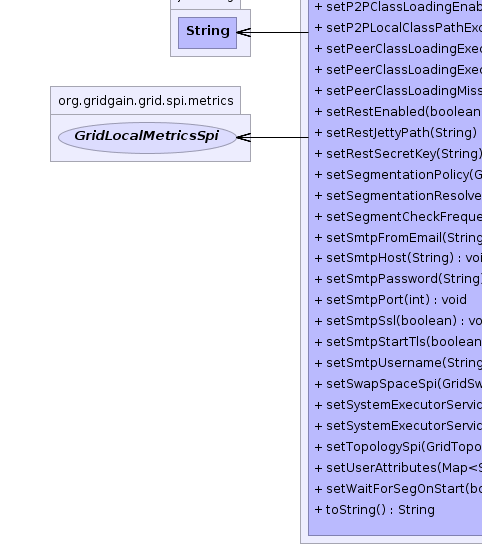 String
org.gridgain.grid.spi.metrics
GridLocalMetricsSpi
+ setP2PClassLoadingEnab
+ setP2PLocalClassPathExc
+ setPeerClassLoadingExec
+ setPeerClassLoadingExec
+ setPeerClassLoadingMiss
+ setRestEnabled(boolean
+ setRestJettyPath(String)
+ setRestSecretKey(String)
+ setSegmentationPolicy(G
+ setSegmentationResolve
+ setSegmentCheckFreque
+ setSmtpFromEmail(String
+ setSmtpHost(String) : voi
+ setSmtpPassword(String)
+ setSmtpPort(int) : void
+ setSmtpSsl(boolean) : vo
+ setSmtpStartTls(boolean
+ setSmtpUsername(String
+ setSwapSpaceSpi(GridSw
+ setSystemExecutorServic
+ setSystemExecutorServic
+ setTopologySpi(GridTopo
+ setUserAttributes(Map<S
+ setWaitForSegOnStart(bo
+ toString() : String